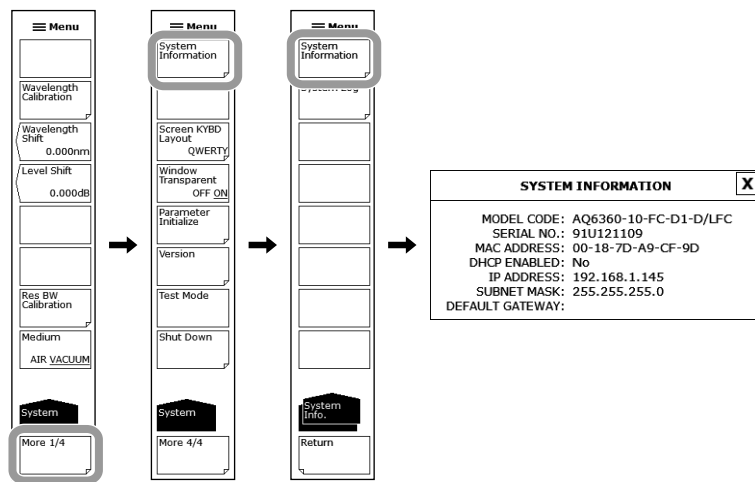 Menu
Wavelength
Calibration
Wavelength
Shift
0.000nm
Level Shift
0.000dB
Res BW
Calibration
Medium
AIR VACUUM
System
More 1/4
Menu
System
Information
Screen KYBD
Layout
QWERTY
Window
Transparent
OFF ON
Parameter
Initialize
Version
Test Mode
Shut Down
System
More 4/4
Menu
System
Information
System Log
System
Info.
Return
SYSTEM INFORMATION X
MODEL CODE: AQ6360-10-FC-D1-D/LFC
SERIAL NO.: 91U121109
MAC ADDRESS: 00-18-7D-A9-CF-9D
DHCP ENABLED: No
IP ADDRESS: 192.168.1.145
SUBNET MASK: 255.255.255.0
DEFAULT GATEWAY: